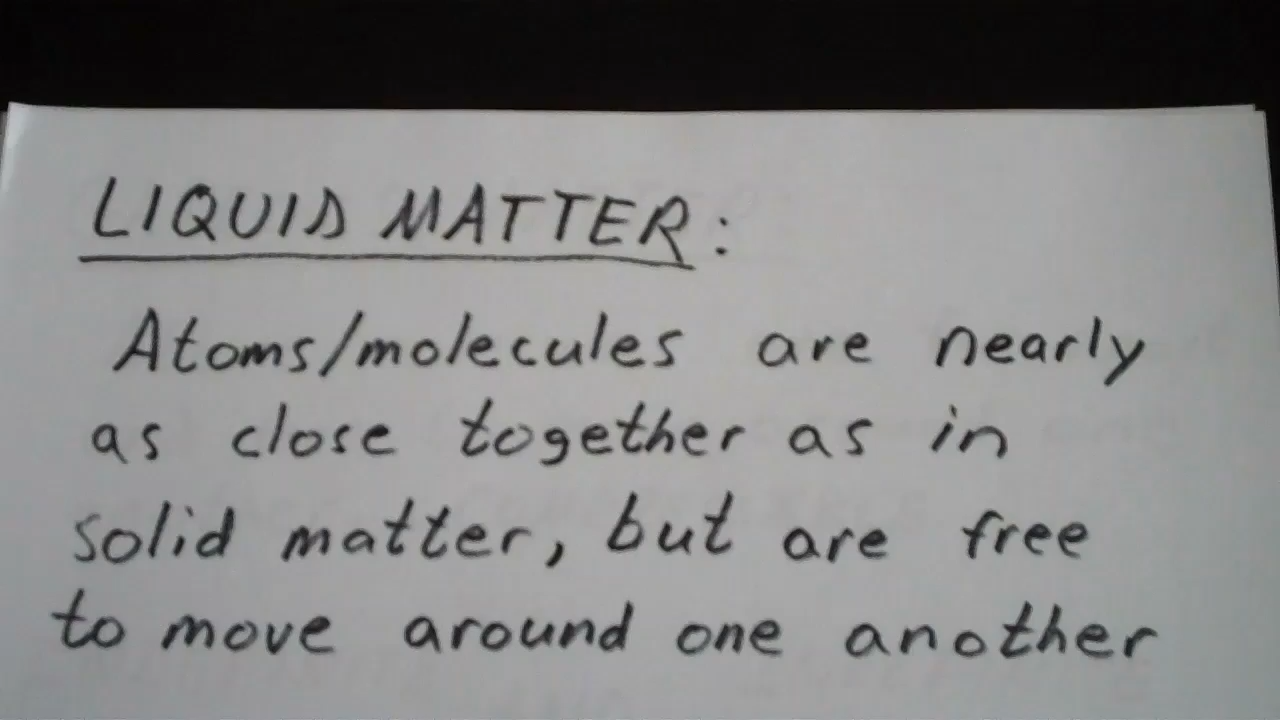 LIQUID MATTER:
Atoms/molecules are nearly
as close together as in
solid matter, but are free
to move around one another